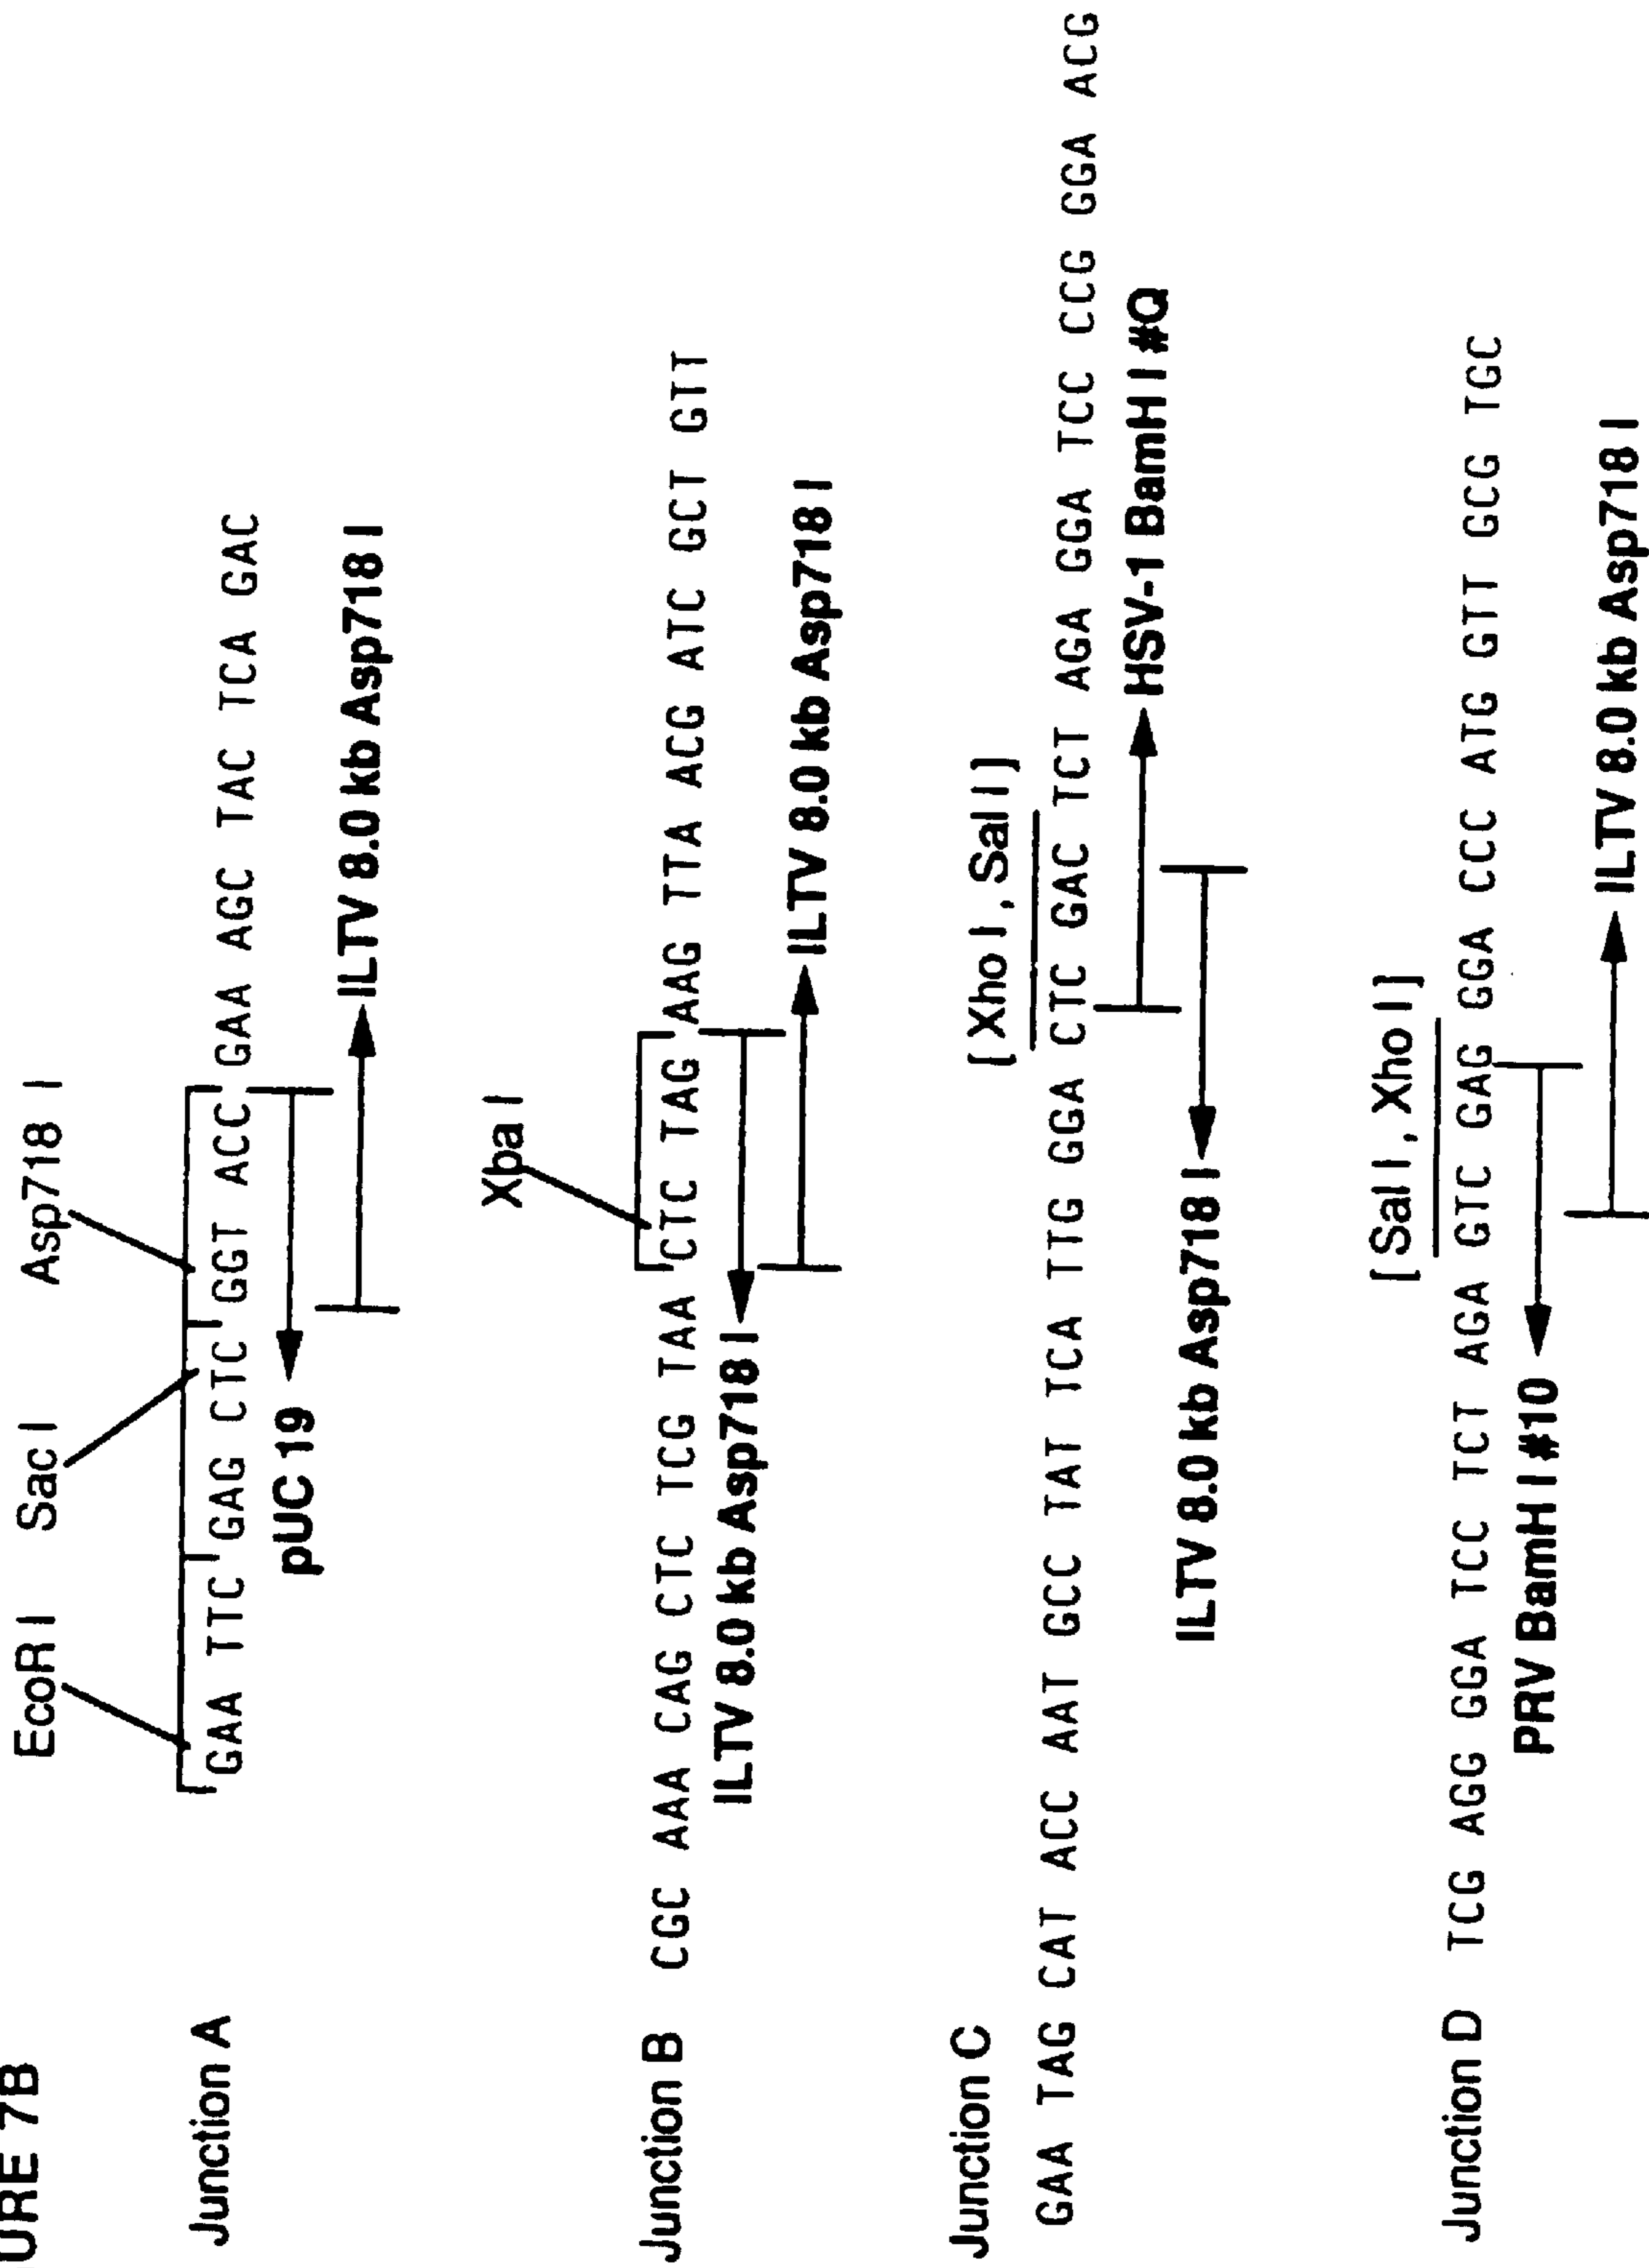 URE 7B
EcoR I Sac I Asp718 I
Junction A
GAA TTC GAG CTC GGT ACC GAA AGC TAC TCA GAC
pUC 19
ILTV 8.0 kb Asp718 I
Xba I
Junction B CGC AAA CAG CTC TCG TAA CTC TAG AAG TTA ACG ATC GCT GTT
ILTV 8.0 kb Asp718 I
ILTV 8.0 kb Asp718 I
Junction C
[ Xho I , Sal I ]
GAA TAG CAT ACC AAT GCC TAT TCA TTG GGA CTC GAC TCT AGA GGA TCC CCG GGA ACG
HSV-1 BamH I #Q
ILTV 8.0 kb Asp718 I
[ Sal I , Xho I ]
Junction D TCG AGG GGA TCC TCT AGA GTC GAG GGA CCC ATG GTT GCG TGC
PRV BamH I #10
ILTV 8.0 kb Asp718 I